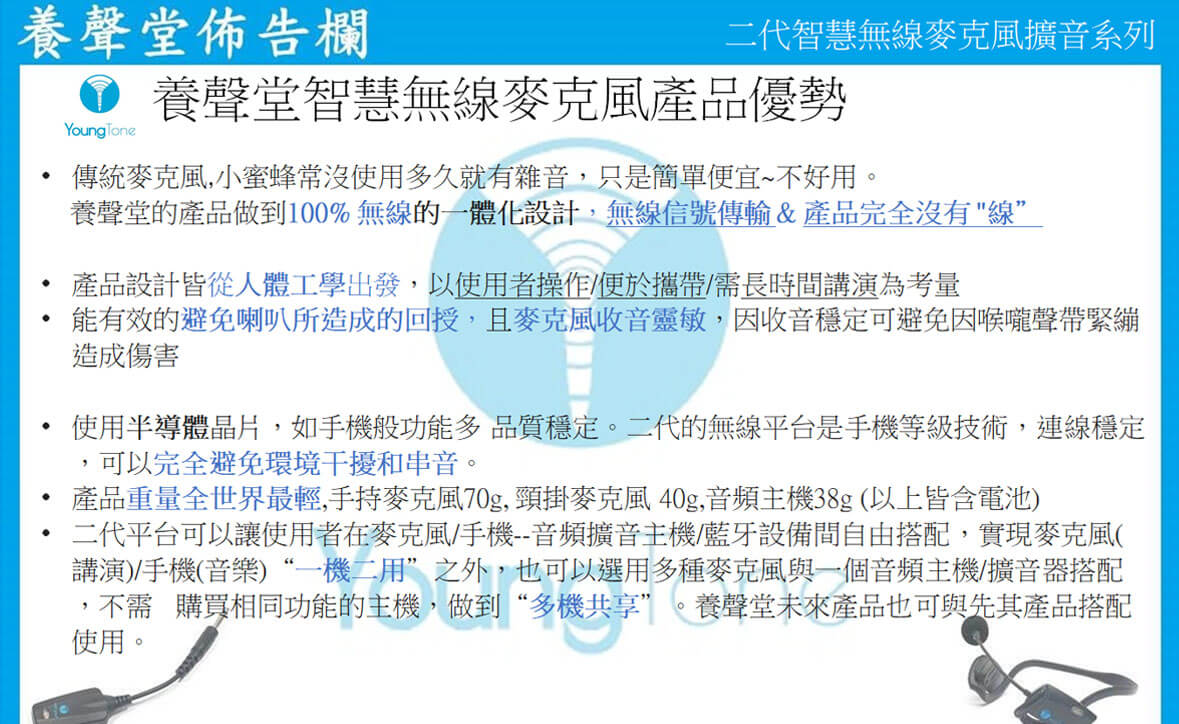 養聲堂佈告欄
二代智慧無線麥克風擴音系列
YoungTone
養聲堂智慧無線麥克風產品優勢
• 傳統麥克風,小蜜蜂常沒使用多久就有雜音，只是簡單便宜~不好用。
養聲堂的產品做到100% 無線的一體化設計，無線信號傳輸 & 產品完全沒有 "線”
• 產品設計皆從人體工學出發，以使用者操作/便於攜帶/需長時間講演為考量
• 能有效的避免喇叭所造成的回授，且麥克風收音靈敏，因收音穩定可避免因喉嚨聲帶緊繃
造成傷害
• 使用半導體晶片，如手機般功能多 品質穩定。二代的無線平台是手機等級技術，連線穩定
，可以完全避免環境干擾和串音。
• 產品重量全世界最輕,手持麥克風70g, 頸掛麥克風 40g,音頻主機38g (以上皆含電池)
• 二代平台可以讓使用者在麥克風/手機--音頻擴音主機/藍牙設備間自由搭配，實現麥克風(
講演)/手機(音樂)“一機二用”之外，也可以選用多種麥克風與一個音頻主機/擴音器搭配
，不需 購買相同功能的主機，做到“多機共享”。養聲堂未來產品也可與先其產品搭配
使用。
YoungTone